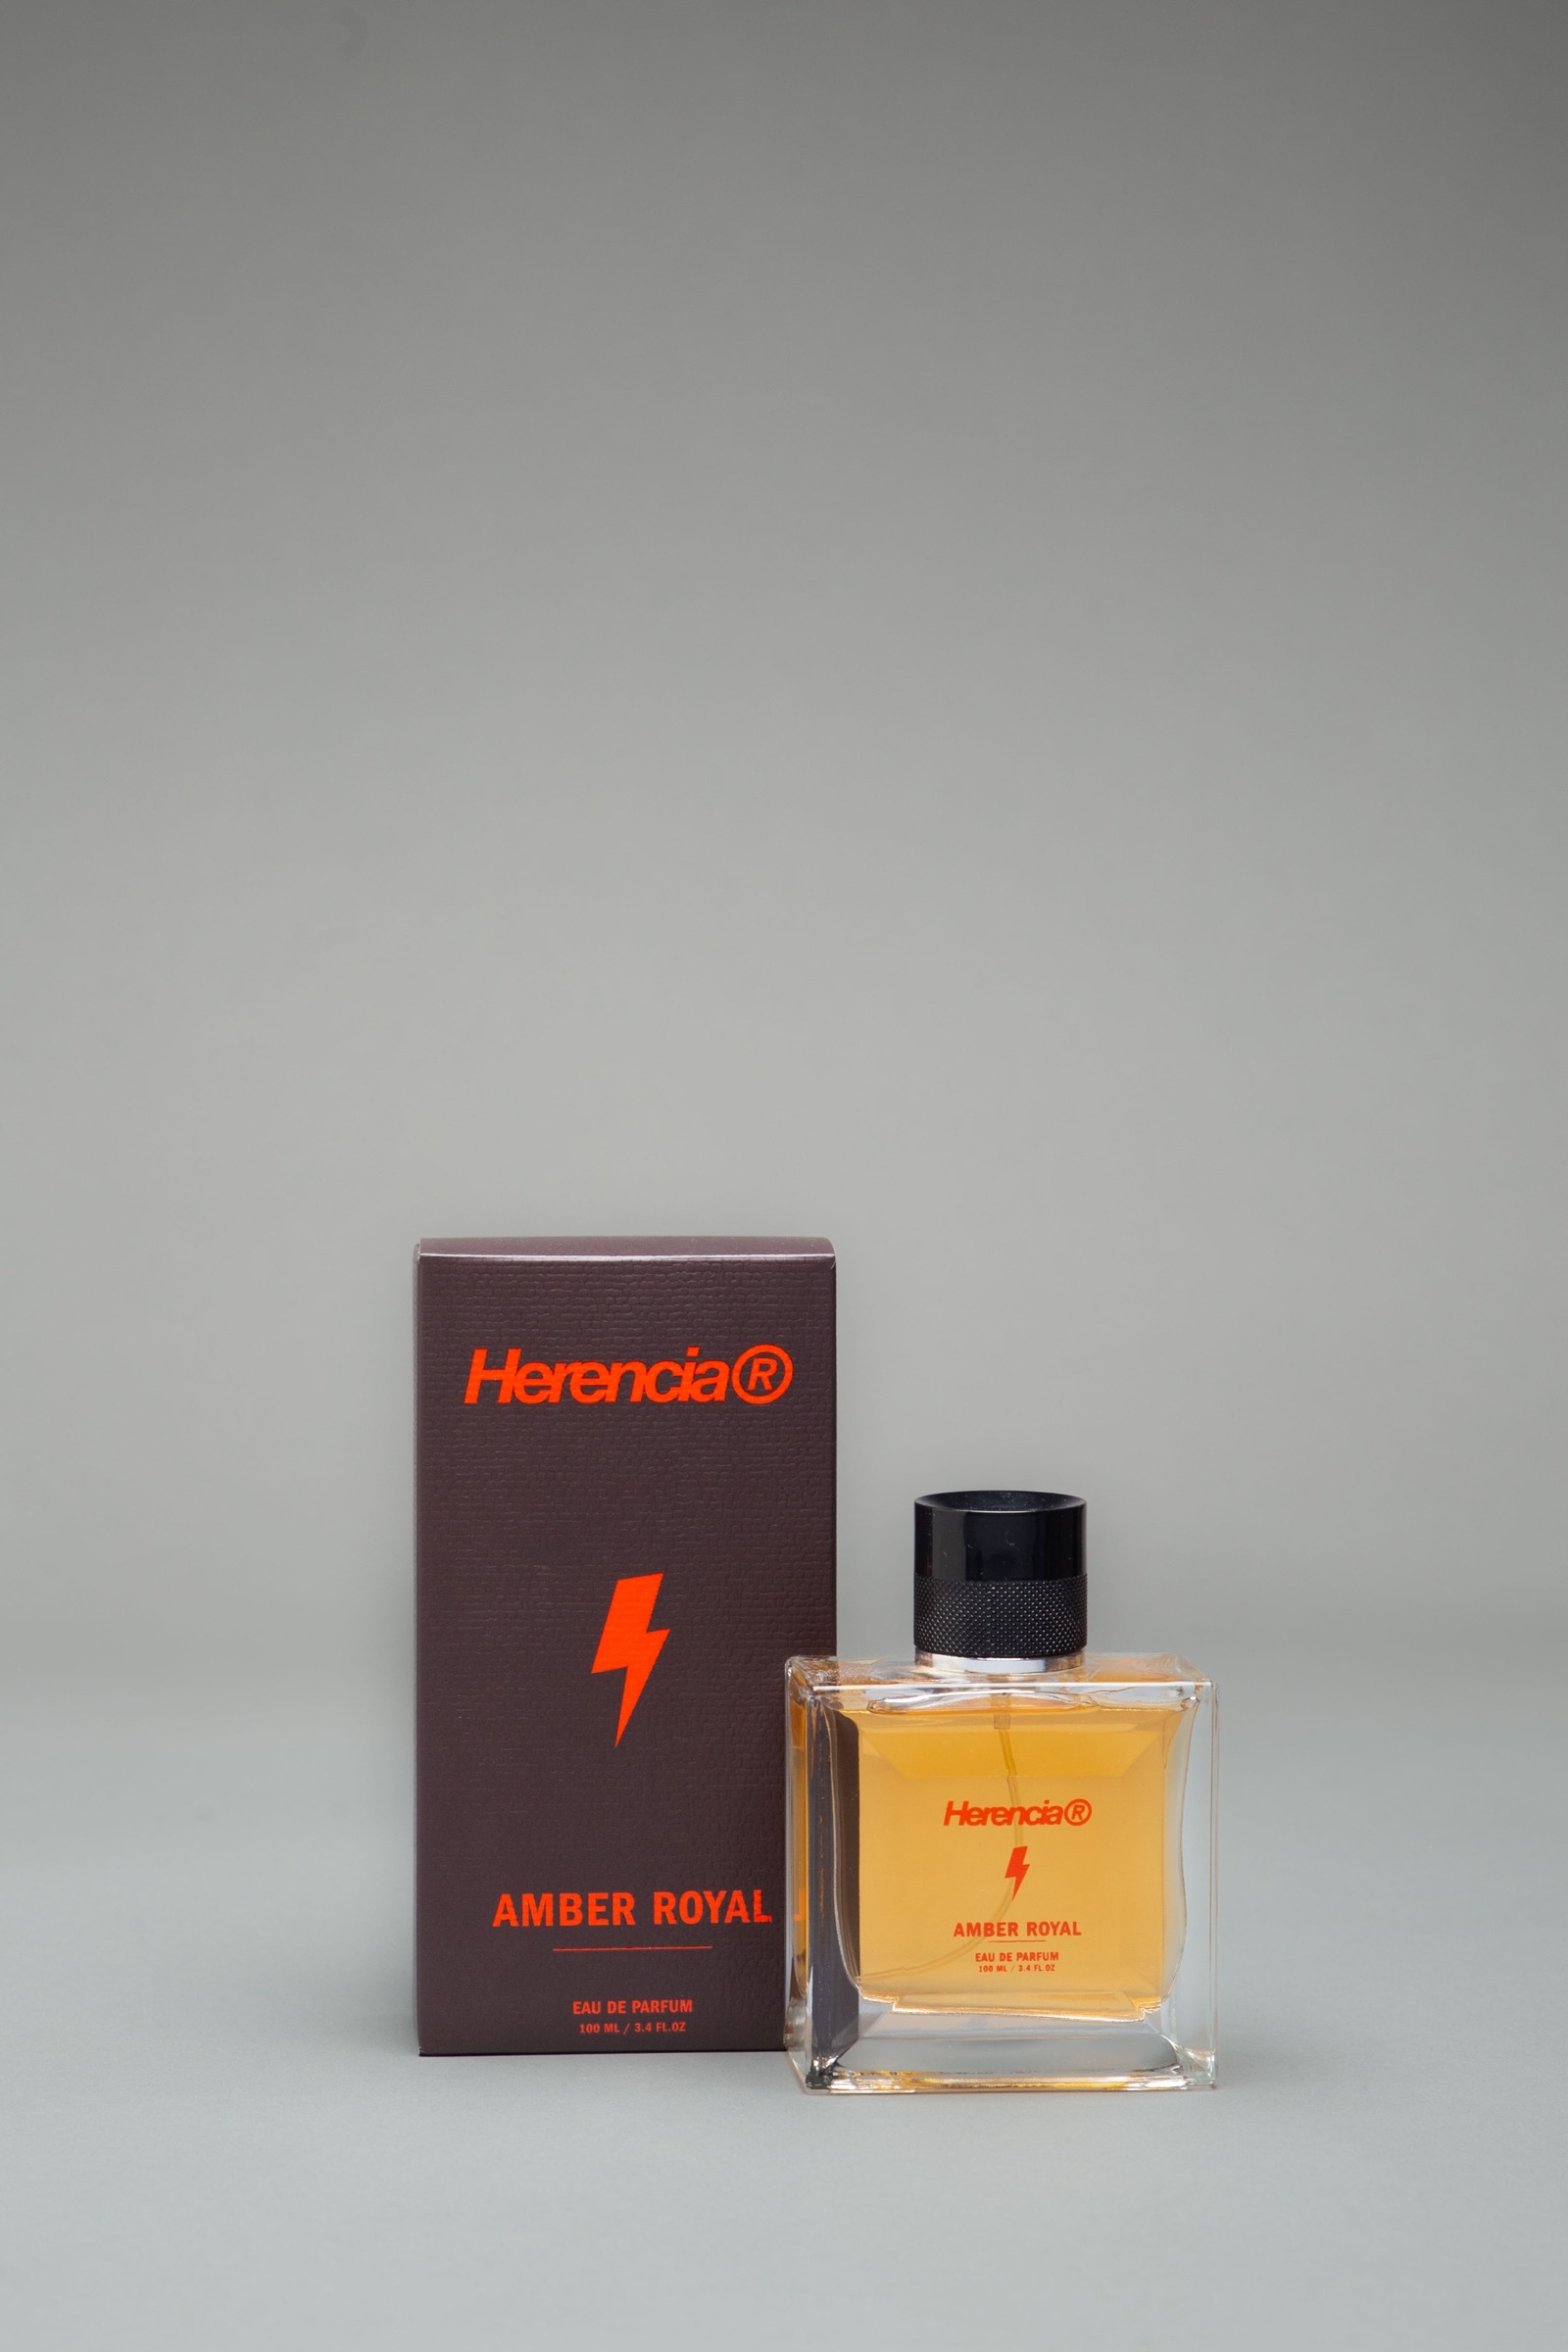 Herencia®
AMBER ROYAL
EAU DE PARFUM
100 ML / 3.4 FL.OZ
Herencia®
AMBER ROYAL
EAU DE PARFUM
100 ML / 3.4 FL.OZ